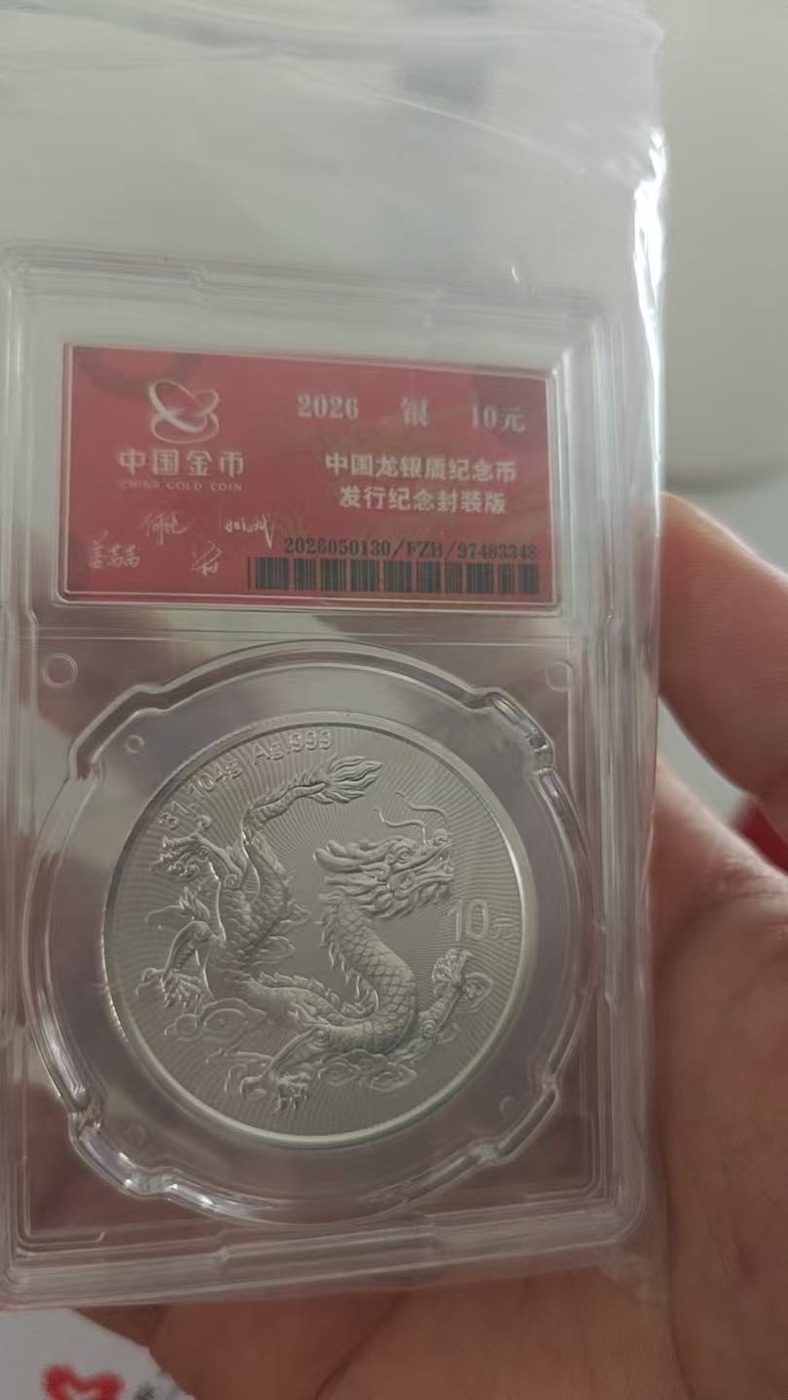 2026 银 10元
中国金币
CHINA GOLD COIN
中国龙银质纪念币
发行纪念封装版
2026050130/FZB/97483348
31.104g Ag.999
10元